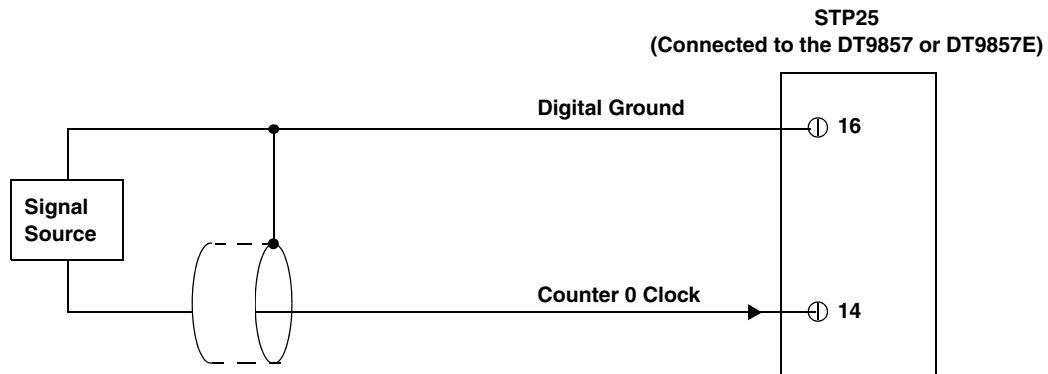 STP25
(Connected to the DT9857 or DT9857E)
Digital Ground
16
Signal
Source
Counter 0 Clock
14